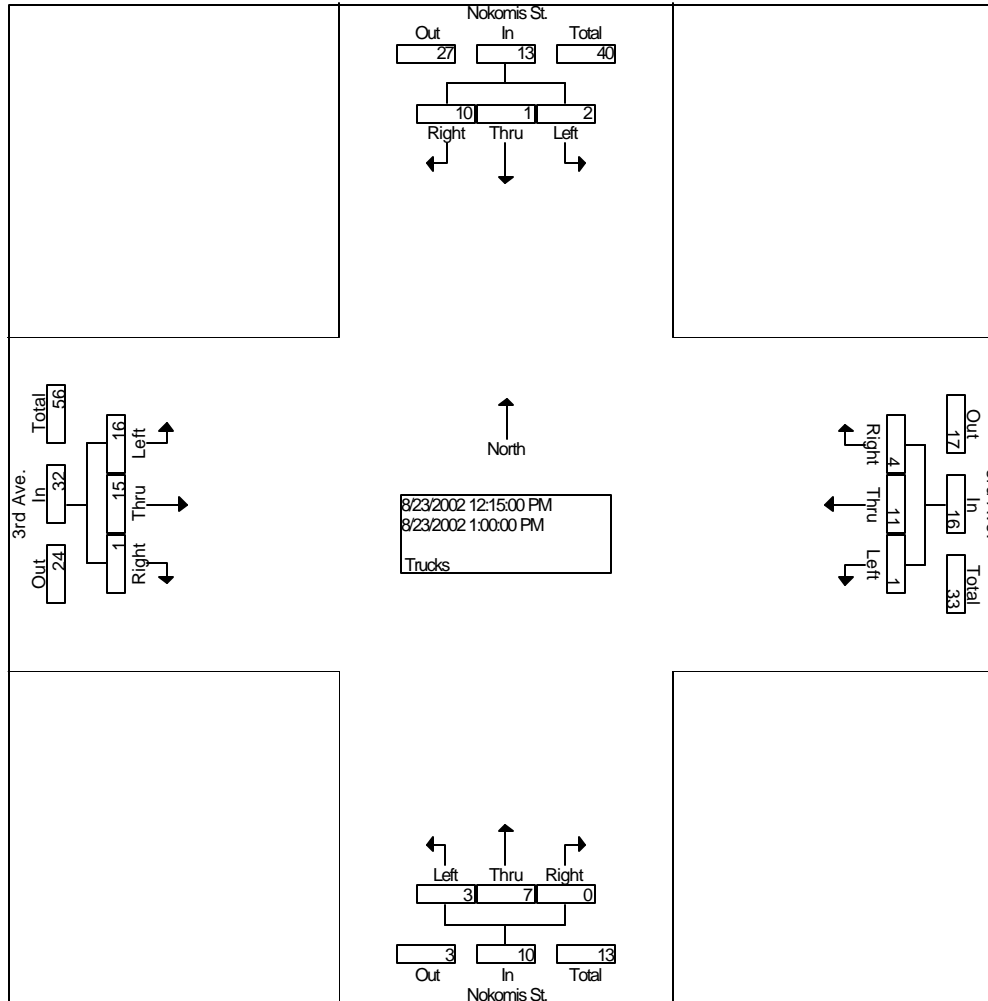 Nokomis St.
Out In Total
27 13 40
10 1 2
Right Thru Left
3rd Ave.
Total 56
In 32
Out 24
16 Left
15 Thru
1 Right
North
8/23/2002 12:15:00 PM
8/23/2002 1:00:00 PM
Trucks
Right 4
Thru 11
Left 1
Out 17
In 16
Total 33
Left Thru Right
3 7 0
3 10 13
Out In Total
Nokomis St.